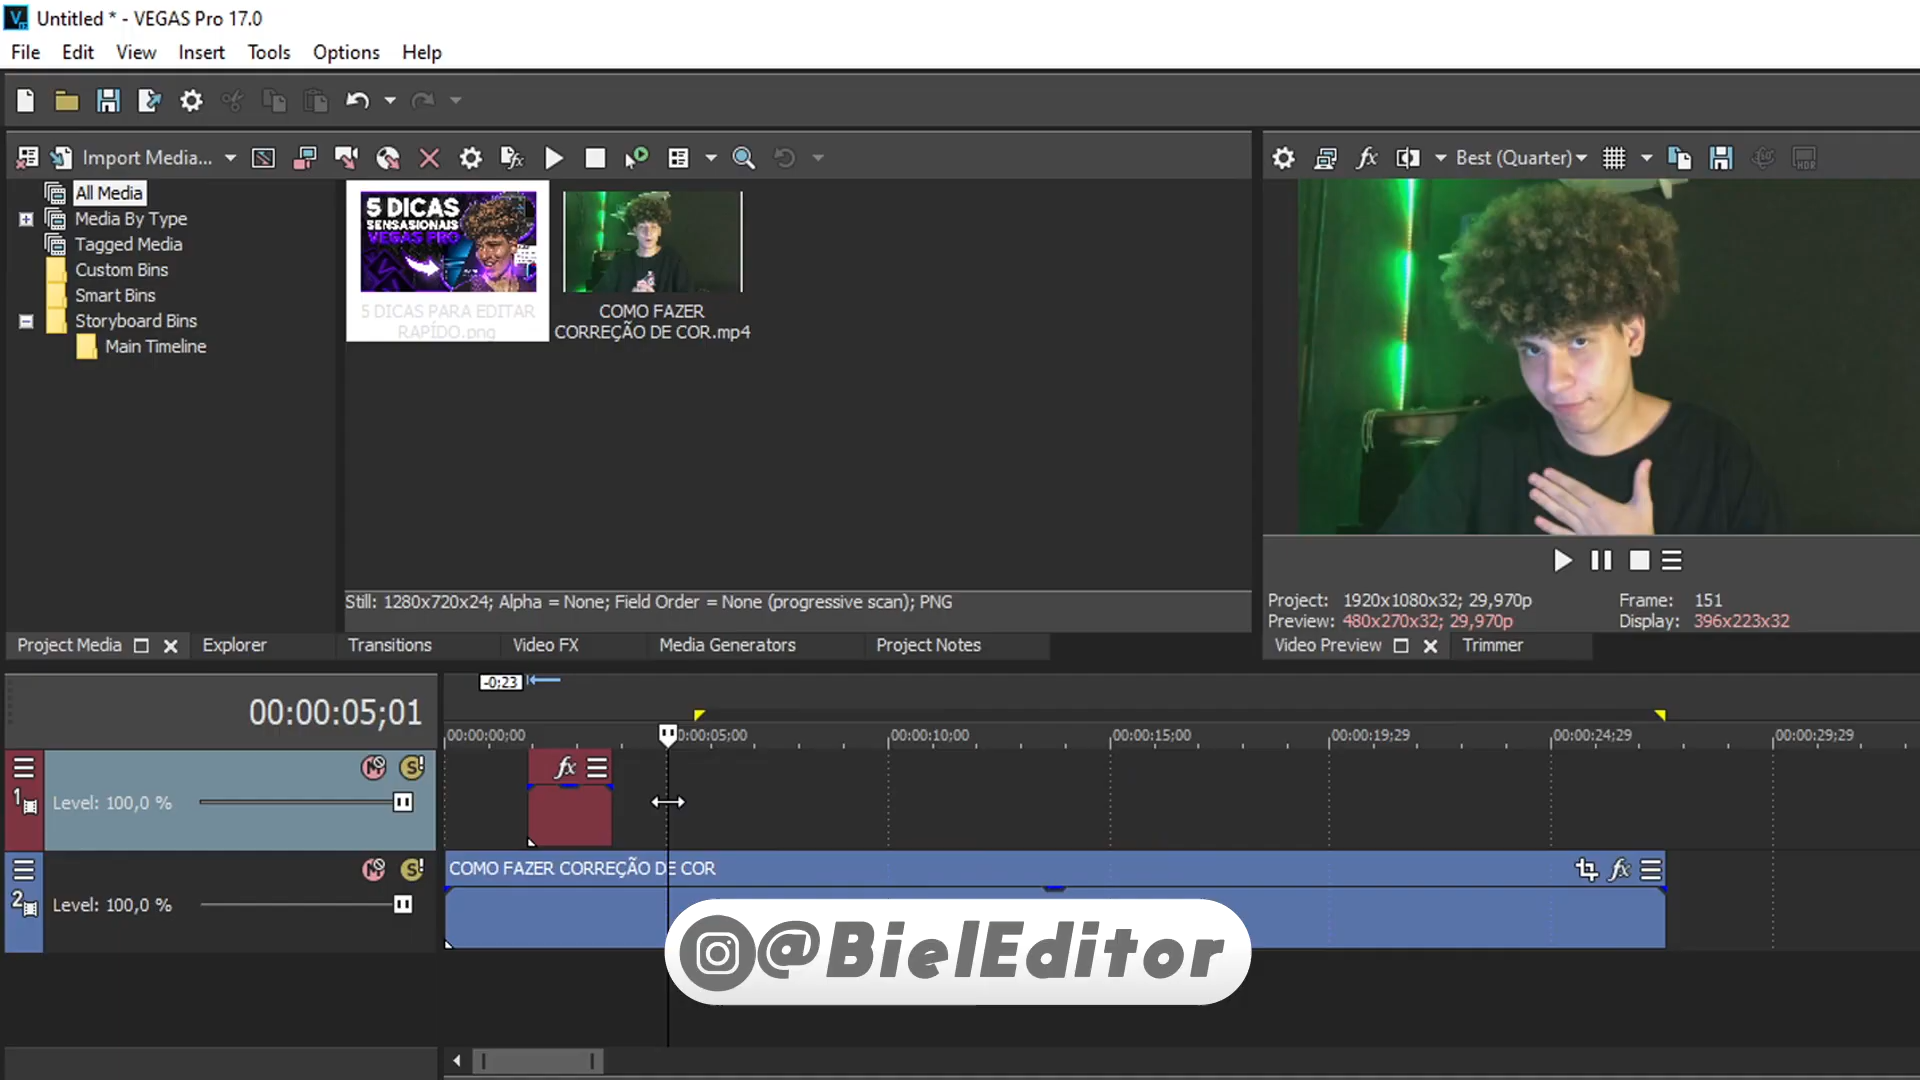 Untitled * - VEGAS Pro 17.0
File Edit View Insert Tools Options Help
Import Media...
Best (Quarter)
All Media
Media By Type
Tagged Media
Custom Bins
Smart Bins
Storyboard Bins
Main Timeline
5 DICAS
SENSASIONAIS
VEGAS PRO
5 DICAS PARA EDITAR
RAPÍDO.png
COMO FAZER
CORREÇÃO DE COR.mp4
Still: 1280x720x24; Alpha = None; Field Order = None (progressive scan); PNG
Project: 1920x1080x32; 29,970p
Frame: 151
Preview: 480x270x32; 29,970p
Display: 396x223x32
Project Media Explorer Transitions Video FX Media Generators Project Notes
Video Preview Trimmer
-0;23
00:00:05;01
00:00:00;00 0:00:05;00 00:00:10;00 00:00:15;00 00:00:19;29 00:00:24;29 00:00:29;29
fx
1
Level: 100,0 %
COMO FAZER CORREÇÃO DE COR
fx
2
Level: 100,0 %
@BielEditor